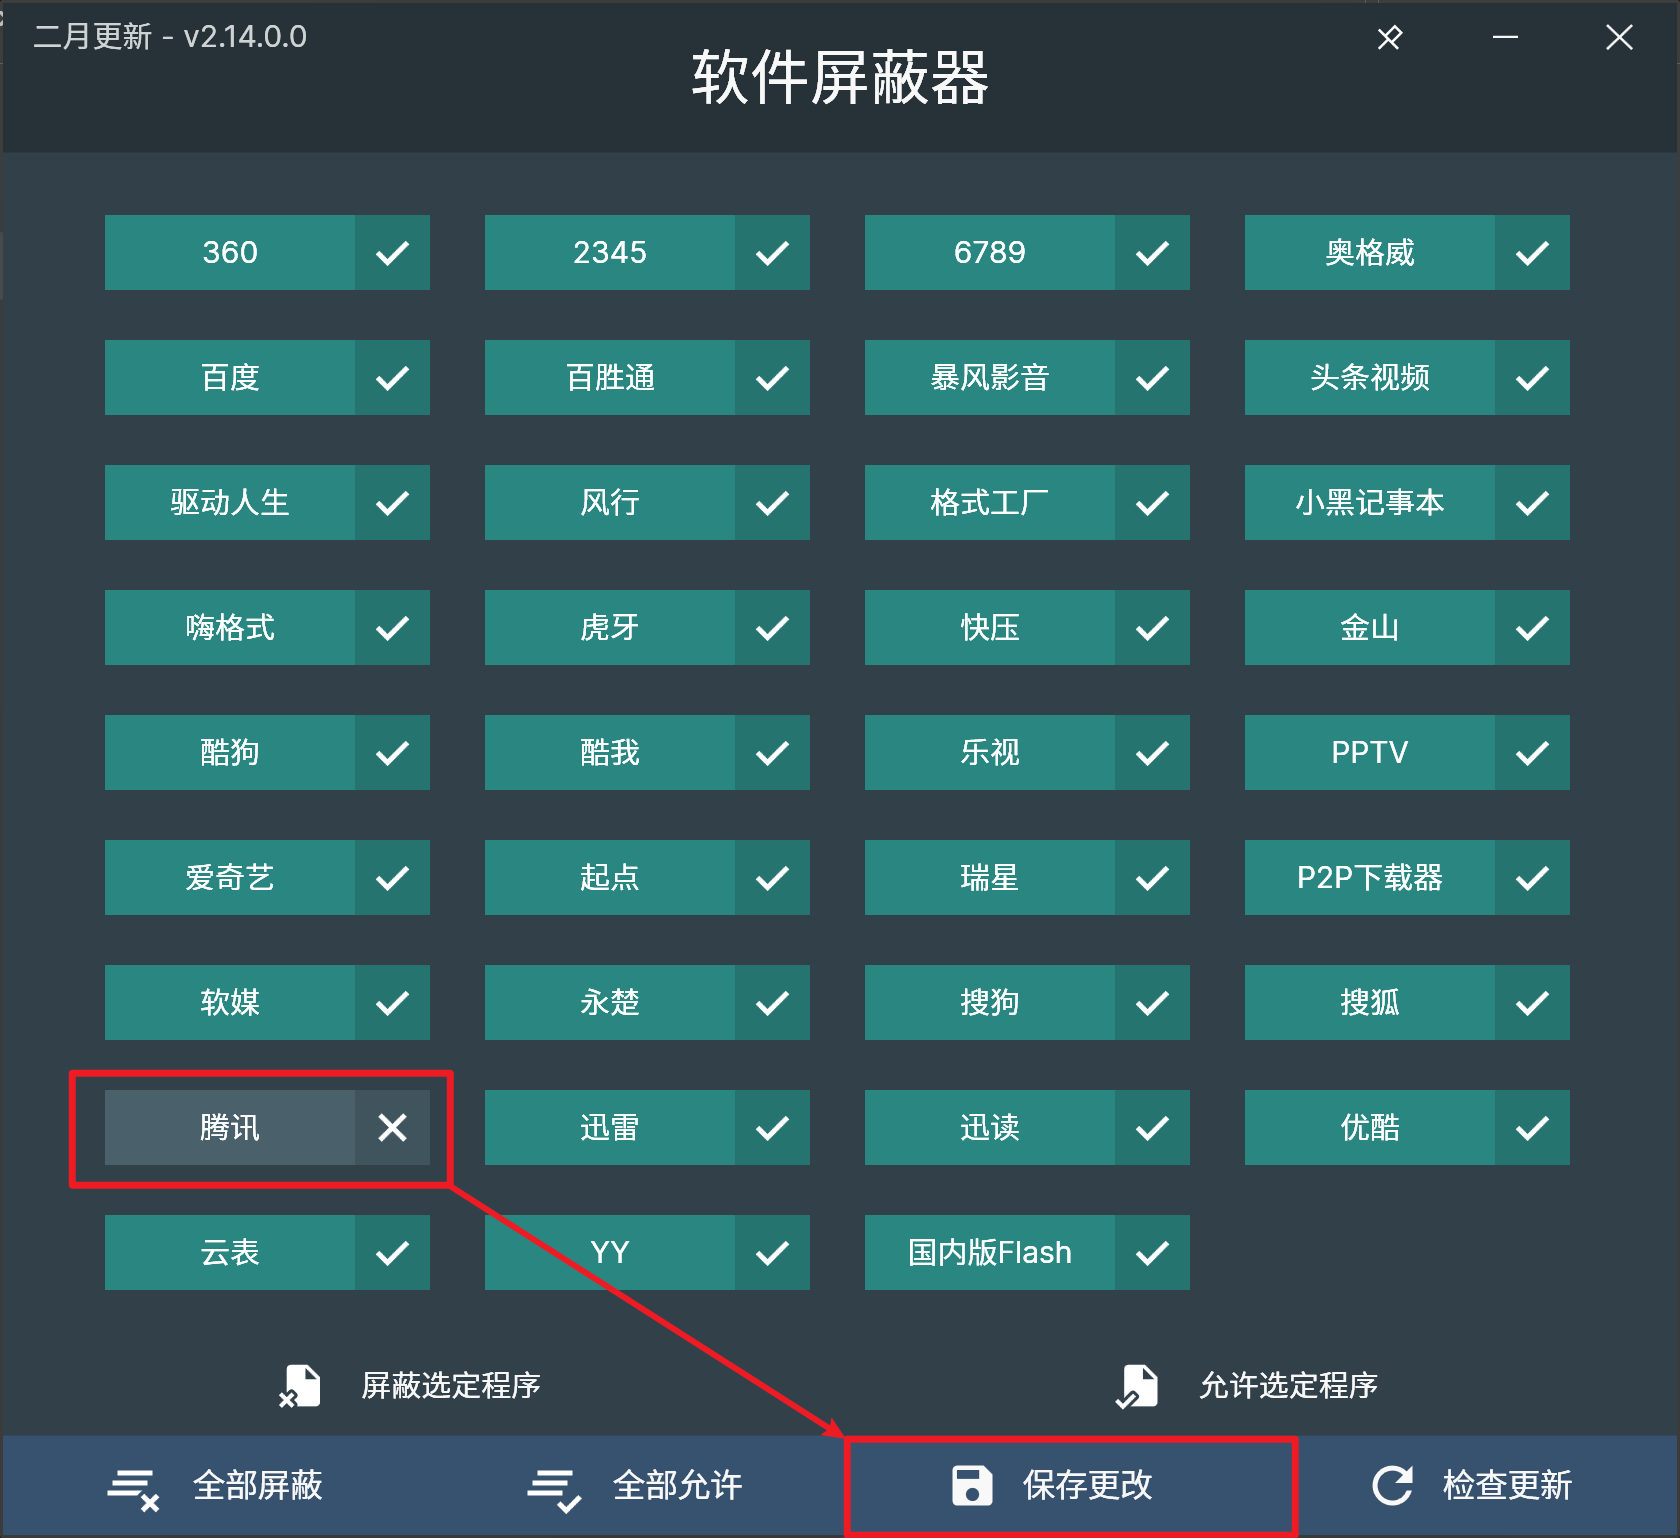 二月更新 - v2.14.0.0
软件屏蔽器
360
2345
6789
奥格威
百度
百胜通
暴风影音
头条视频
驱动人生
风行
格式工厂
小黑记事本
嗨格式
虎牙
快压
金山
酷狗
酷我
乐视
PPTV
爱奇艺
起点
瑞星
P2P下载器
软媒
永楚
搜狗
搜狐
腾讯
迅雷
迅读
优酷
云表
YY
国内版Flash
屏蔽选定程序
允许选定程序
全部屏蔽
全部允许
保存更改
检查更新